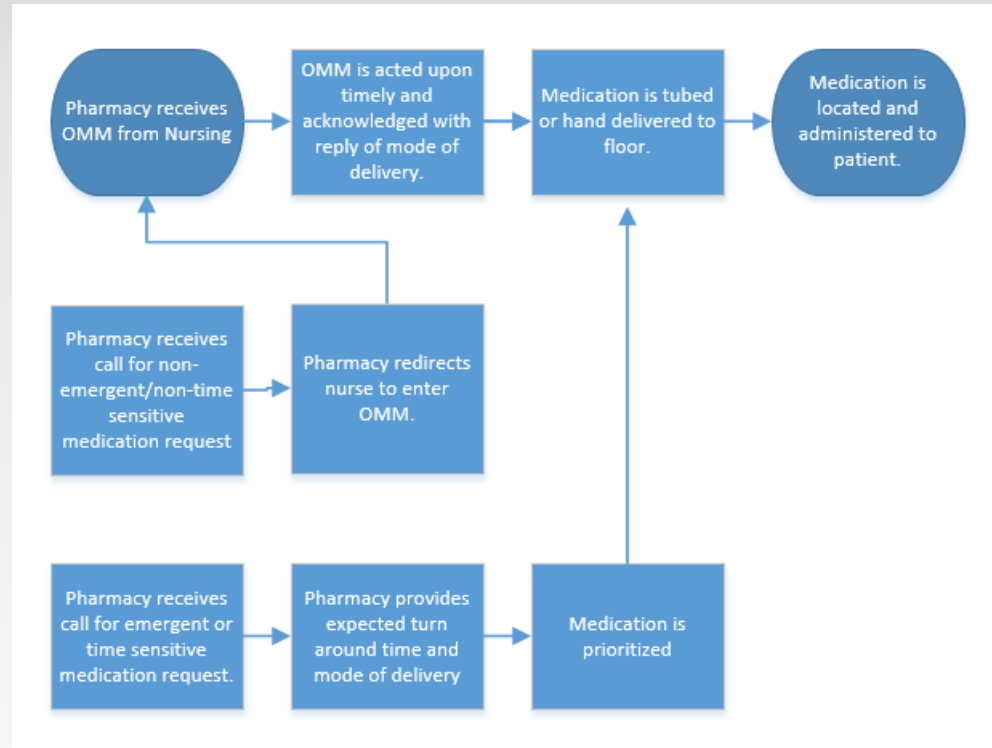 Pharmacy receives
OMM from Nursing
OMM is acted upon
timely and
acknowledged with
reply of mode of
delivery.
Medication is tubed
or hand delivered to
floor.
Medication is
located and
administered to
patient.
Pharmacy receives
call for non-
emergent/non-time
sensitive
medication request
Pharmacy redirects
nurse to enter
OMM.
Pharmacy receives
call for emergent or
time sensitive
medication request.
Pharmacy provides
expected turn
around time and
mode of delivery
Medication is
prioritized